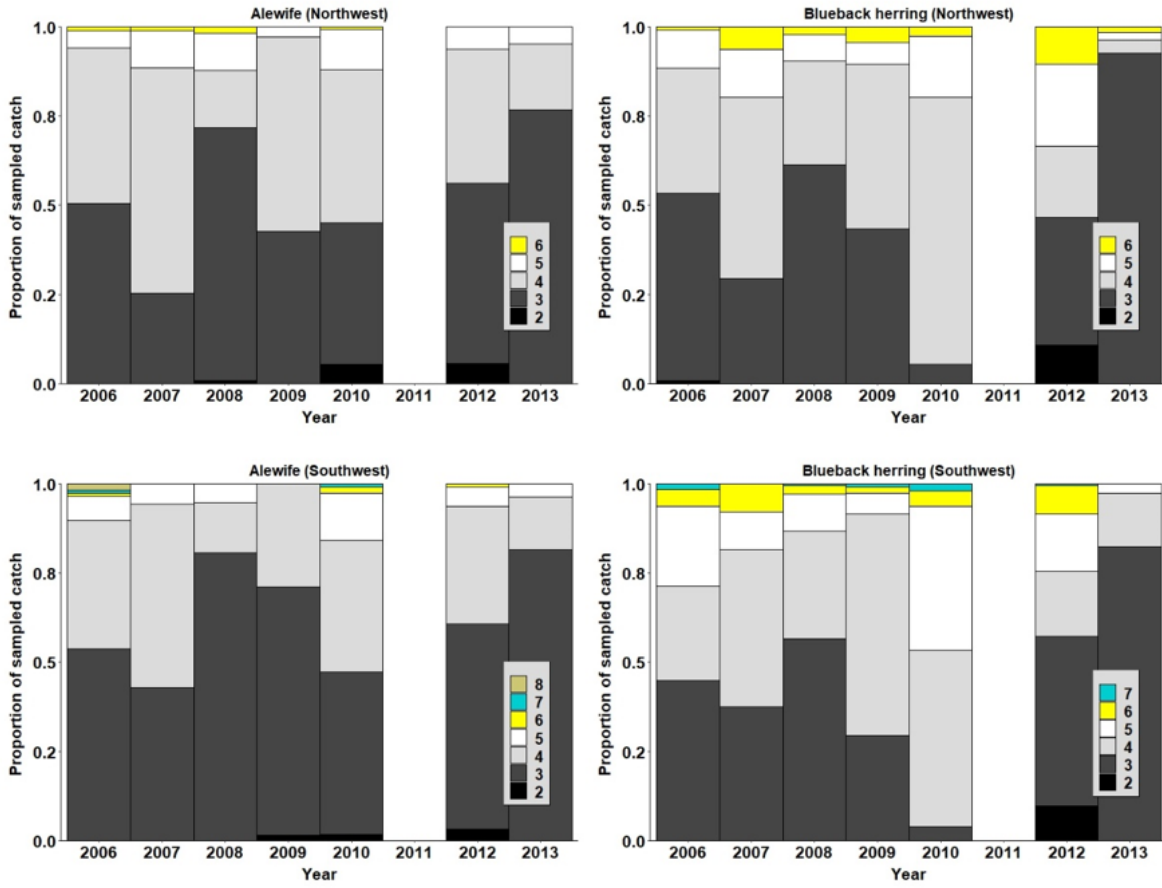 Alewife (Northwest)
Proportion of sampled catch
1.0
0.8
0.5
0.2
0.0
6
5
4
3
2
2006 2007 2008 2009 2010 2011 2012 2013
Year
Blueback herring (Northwest)
Proportion of sampled catch
1.0
0.8
0.5
0.2
0.0
6
5
4
3
2
2006 2007 2008 2009 2010 2011 2012 2013
Year
Alewife (Southwest)
Proportion of sampled catch
1.0
0.8
0.5
0.2
0.0
8
7
6
5
4
3
2
2006 2007 2008 2009 2010 2011 2012 2013
Year
Blueback herring (Southwest)
Proportion of sampled catch
1.0
0.8
0.5
0.2
0.0
7
6
5
4
3
2
2006 2007 2008 2009 2010 2011 2012 2013
Year